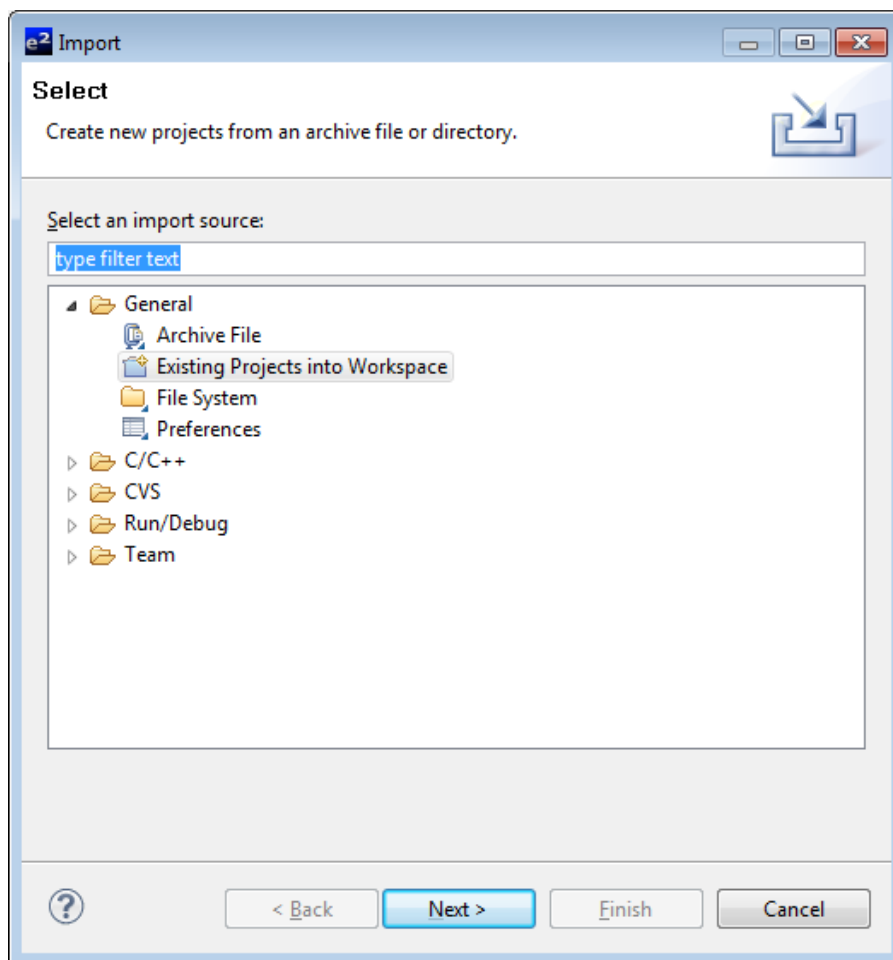 e² Import
Select
Create new projects from an archive file or directory.
Select an import source:
type filter text
General
Archive File
Existing Projects into Workspace
File System
Preferences
C/C++
CVS
Run/Debug
Team
? < Back Next > Finish Cancel